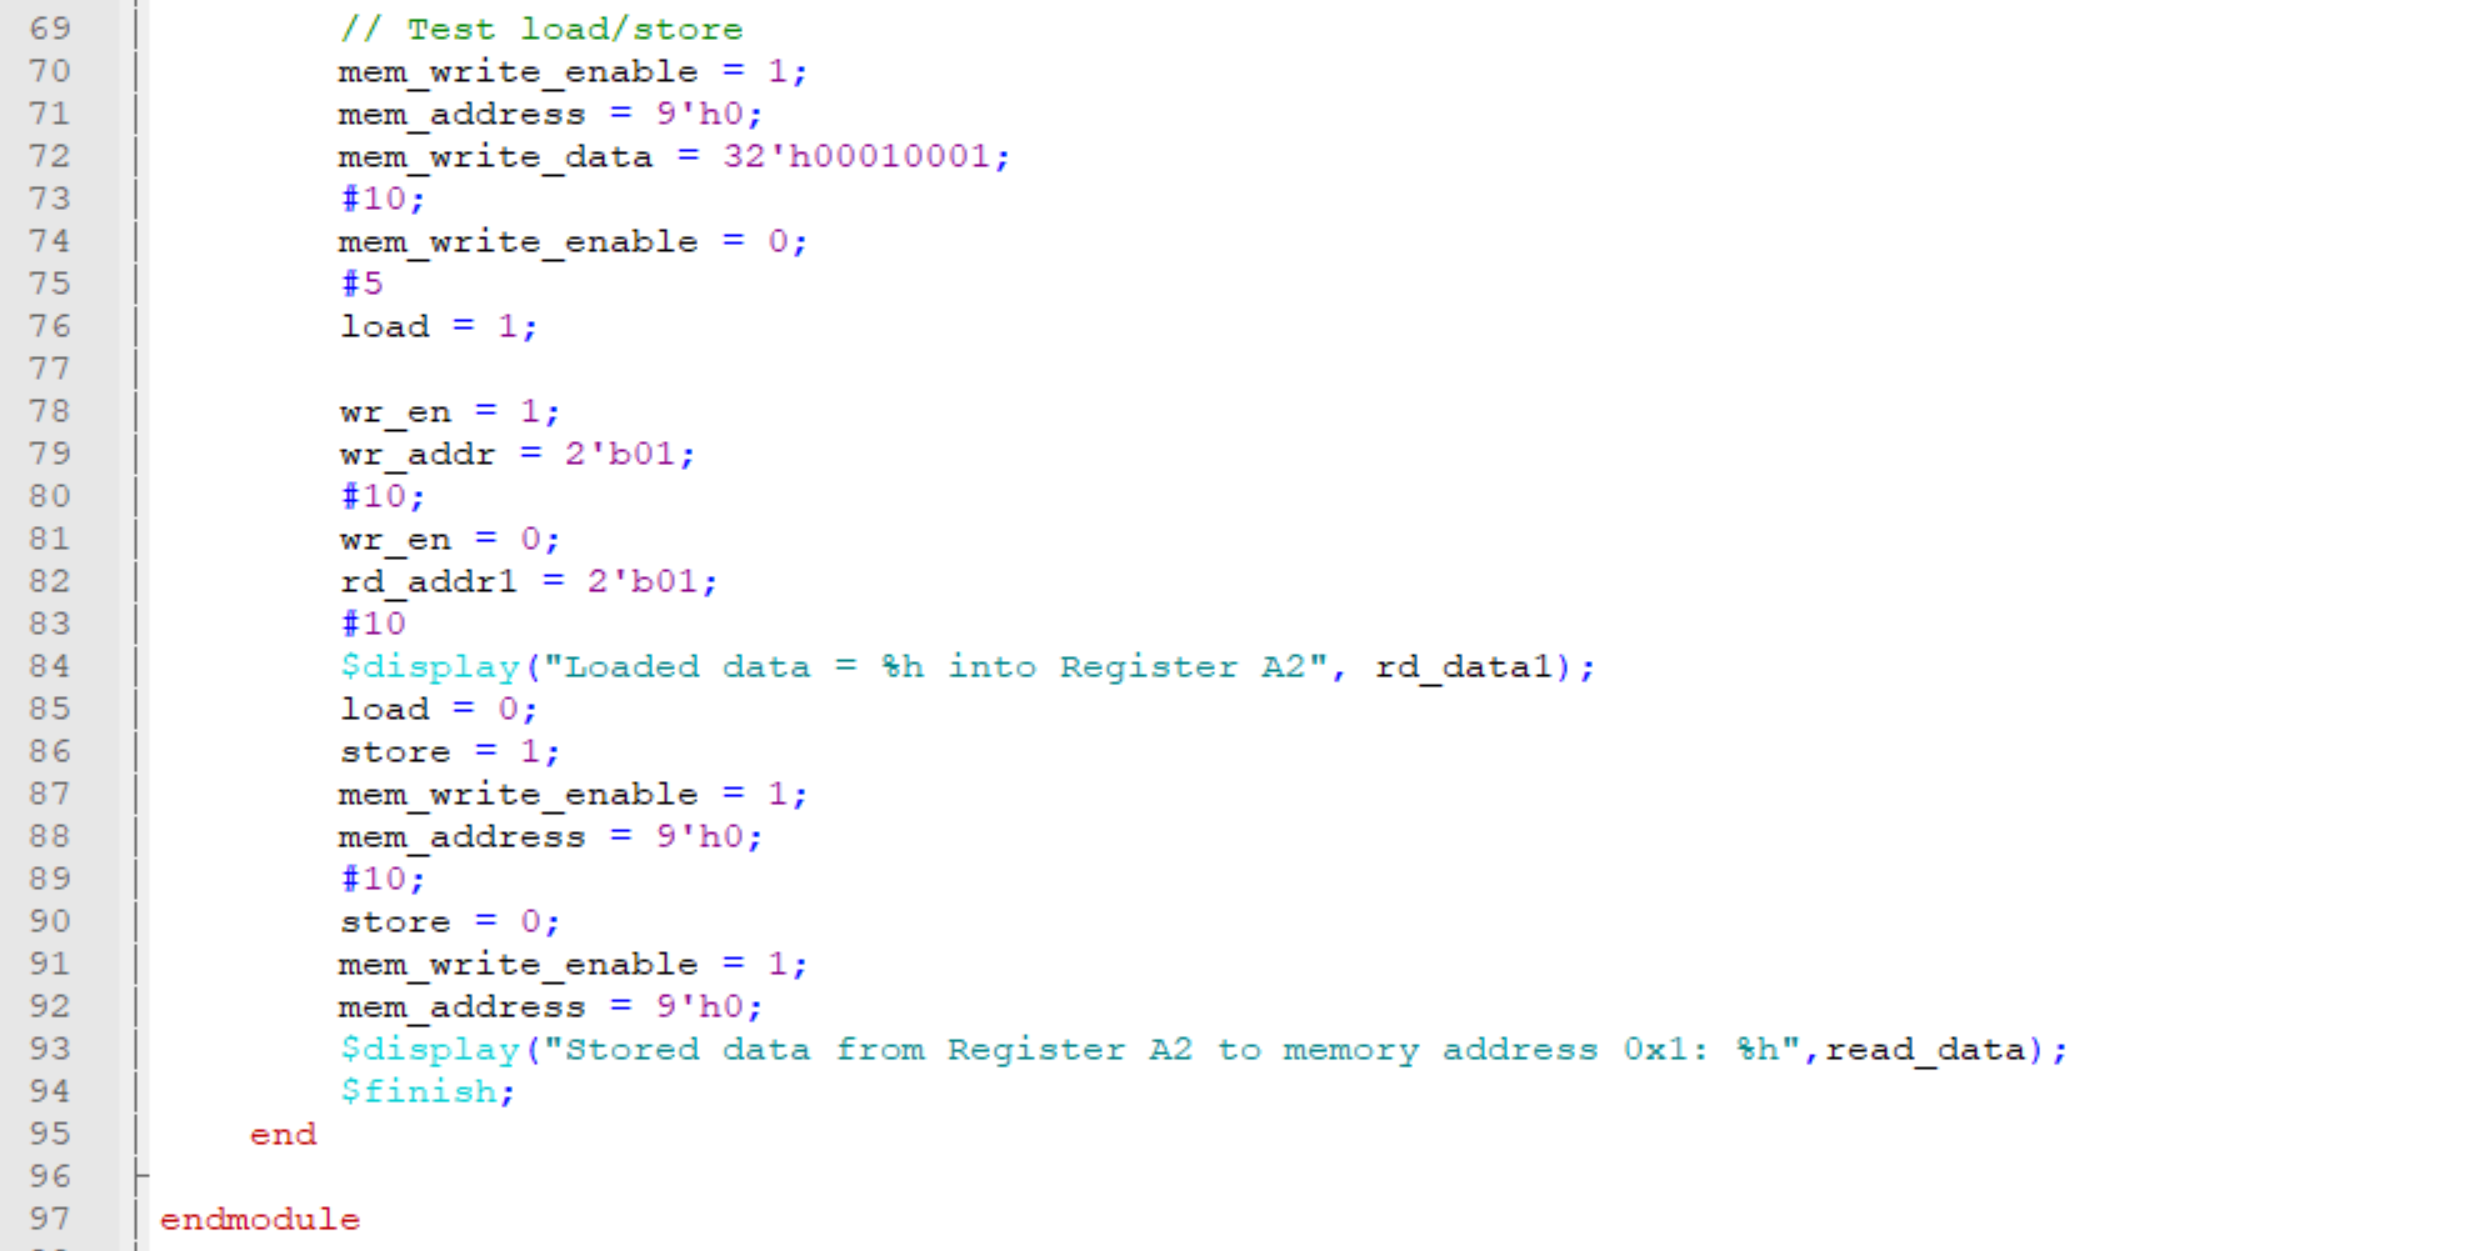 69 // Test load/store
70 mem_write_enable = 1;
71 mem_address = 9'h0;
72 mem_write_data = 32'h00010001;
73 #10;
74 mem_write_enable = 0;
75 #5
76 load = 1;
77
78 wr_en = 1;
79 wr_addr = 2'b01;
80 #10;
81 wr_en = 0;
82 rd_addr1 = 2'b01;
83 #10
84 $display("Loaded data = %h into Register A2", rd_data1);
85 load = 0;
86 store = 1;
87 mem_write_enable = 1;
88 mem_address = 9'h0;
89 #10;
90 store = 0;
91 mem_write_enable = 1;
92 mem_address = 9'h0;
93 $display("Stored data from Register A2 to memory address 0x1: %h",read_data);
94 $finish;
95 end
96
97 endmodule